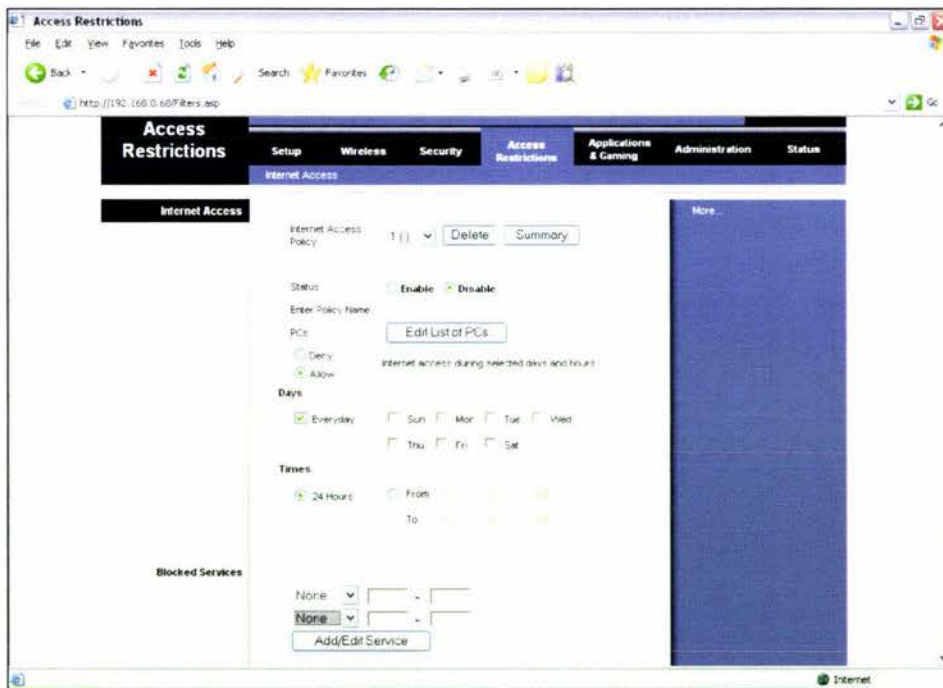 Access Restrictions
File Edit View Favorites Tools Help
Back Search Favorites
http://192.168.0.68/Filters.asp Go
Access Restrictions
Setup Wireless Security Access Restrictions Applications & Gaming Administration Status
Internet Access
Internet Access
More...
Internet Access Policy 1 () Delete Summary
Status Enable Disable
Enter Policy Name
PCs Edit List of PCs
Deny
Allow
Internet access during selected days and hours
Days
Everyday Sun Mon Tue Wed
Thu Fri Sat
Times
24 Hours From
To
Blocked Services
None -
None -
Add/Edit Service
Internet